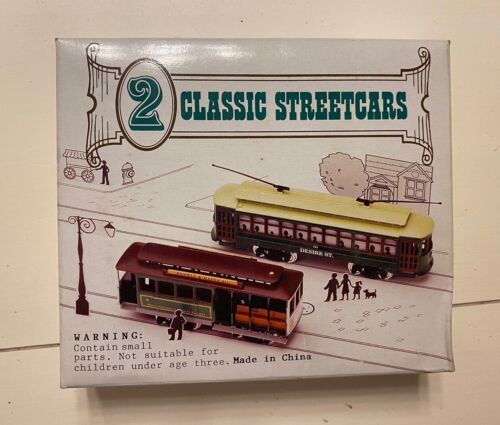 2 CLASSIC STREETCARS
DESIRE ST.
WARNING:
Contain small
parts. Not suitable for
children under age three. Made in China